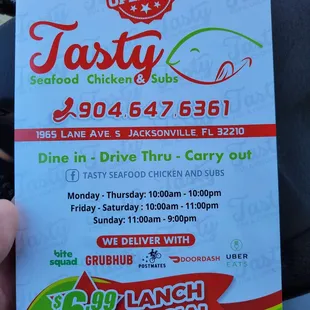 Tasty
Seafood Chicken & Subs
904.647.6361
1965 LANE AVE S JACKSONVILLE, FL 32210
Dine in - Drive Thru - Carry out
TASTY SEAFOOD CHICKEN AND SUBS
Monday - Thursday: 10:00am - 10:00pm
Friday - Saturday : 10:00am - 11:00pm
Sunday: 11:00am - 9:00pm
WE DELIVER WITH
bite squad
GRUBHUB
POSTMATES
DOORDASH
UBER EATS
$6.99
LANCH